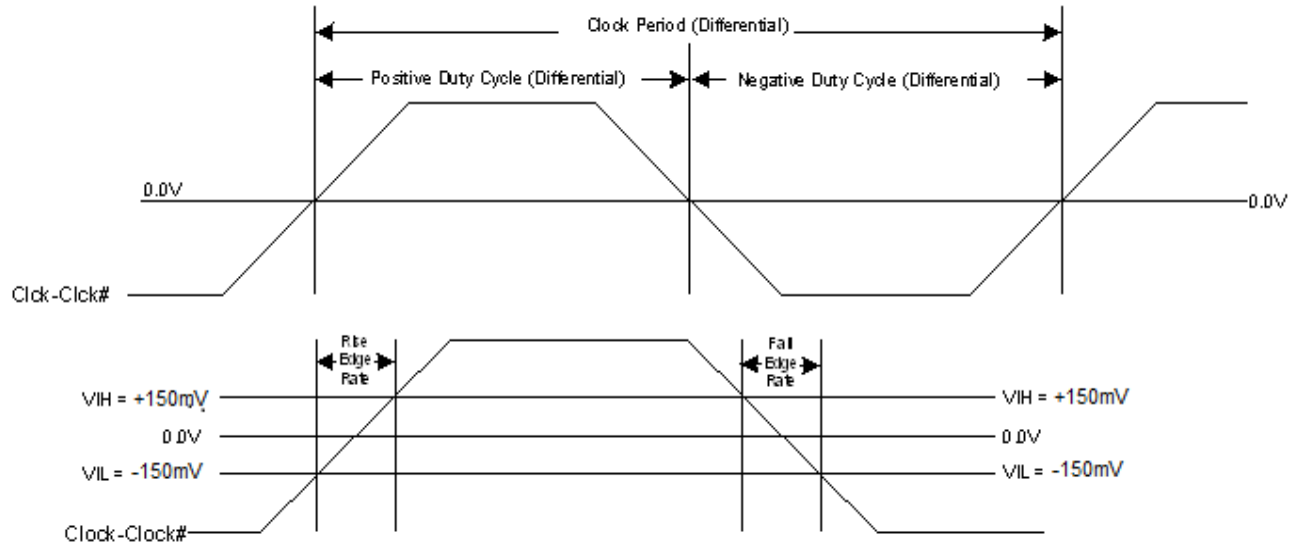 Clock Period (Differential)
Positive Duty Cycle (Differential)
Negative Duty Cycle (Differential)
0.0V
0.0V
Clck-Clck#
Rise
Edge
Rate
Fall
Edge
Rate
VIH = +150mV
VIH = +150mV
0.0V
0.0V
VIL = -150mV
VIL = -150mV
Clock-Clock#